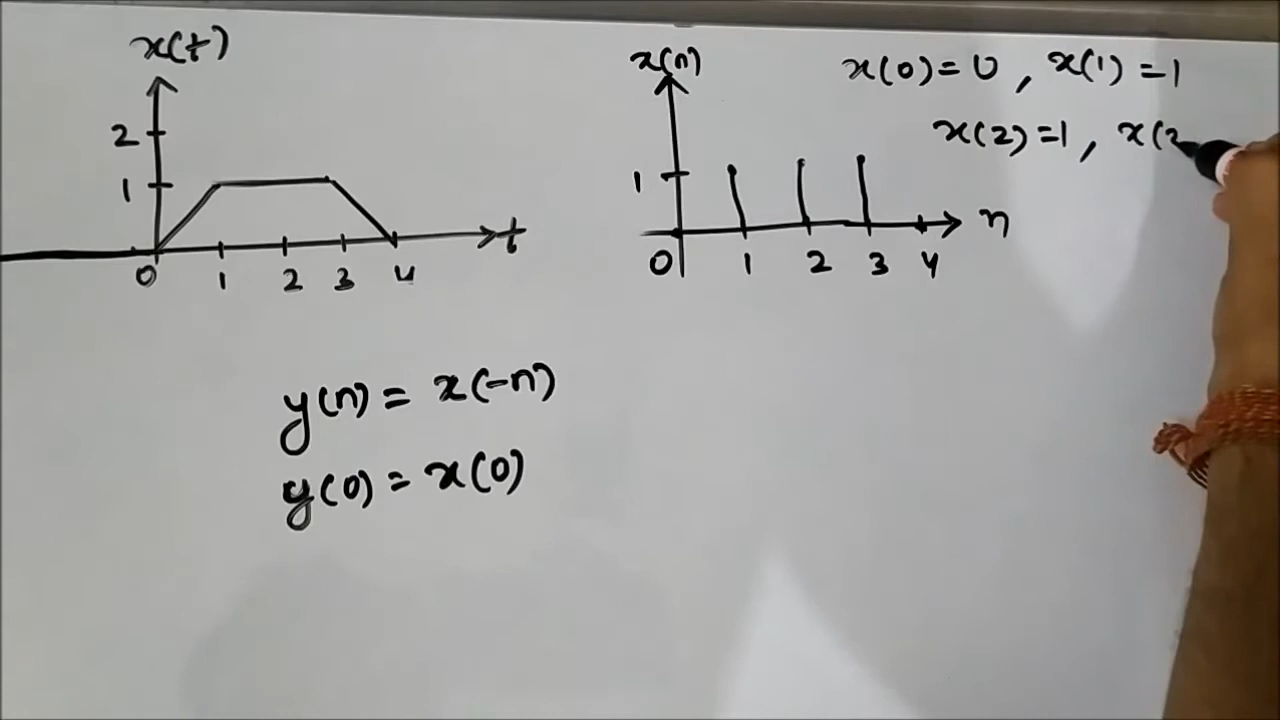 x(t)
2
1
0 1 2 3 4
t
x(n)
1
0 1 2 3 4
n
x(0)=0, x(1)=1
x(2)=1, x(
y(n)= x(-n)
y(0)= x(0)